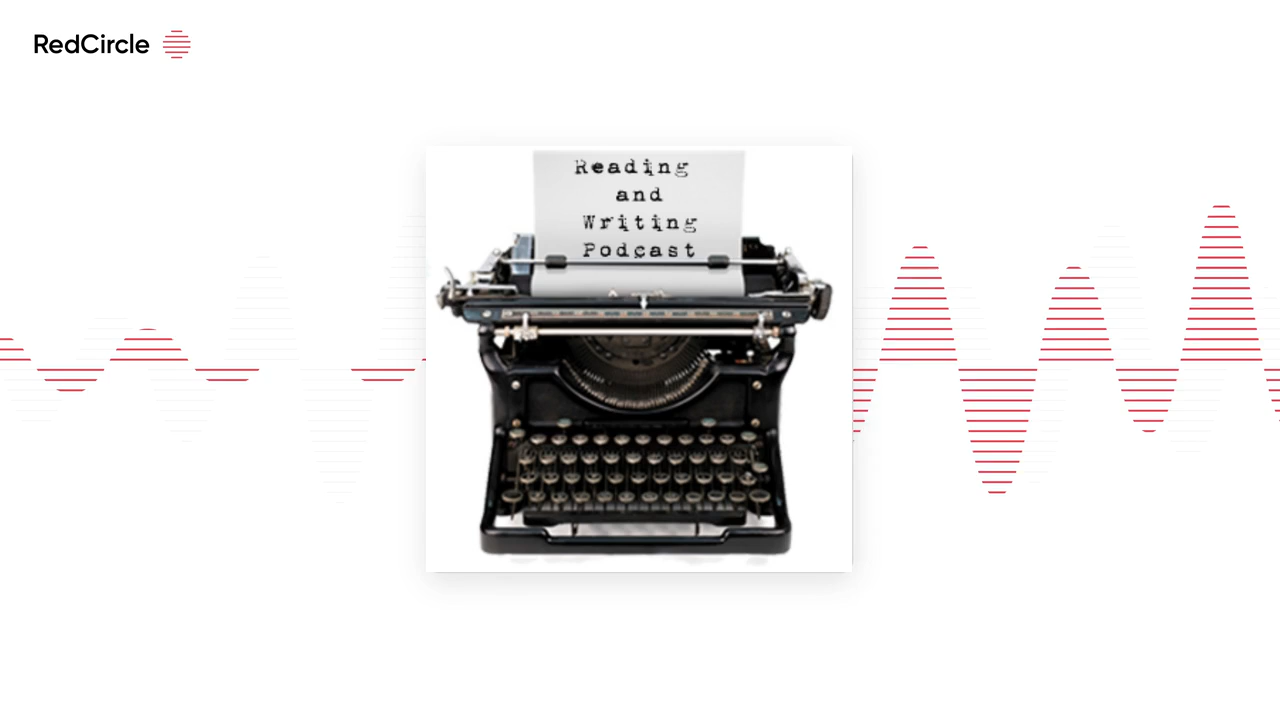 RedCircle
Reading
and
Writing
Podcast